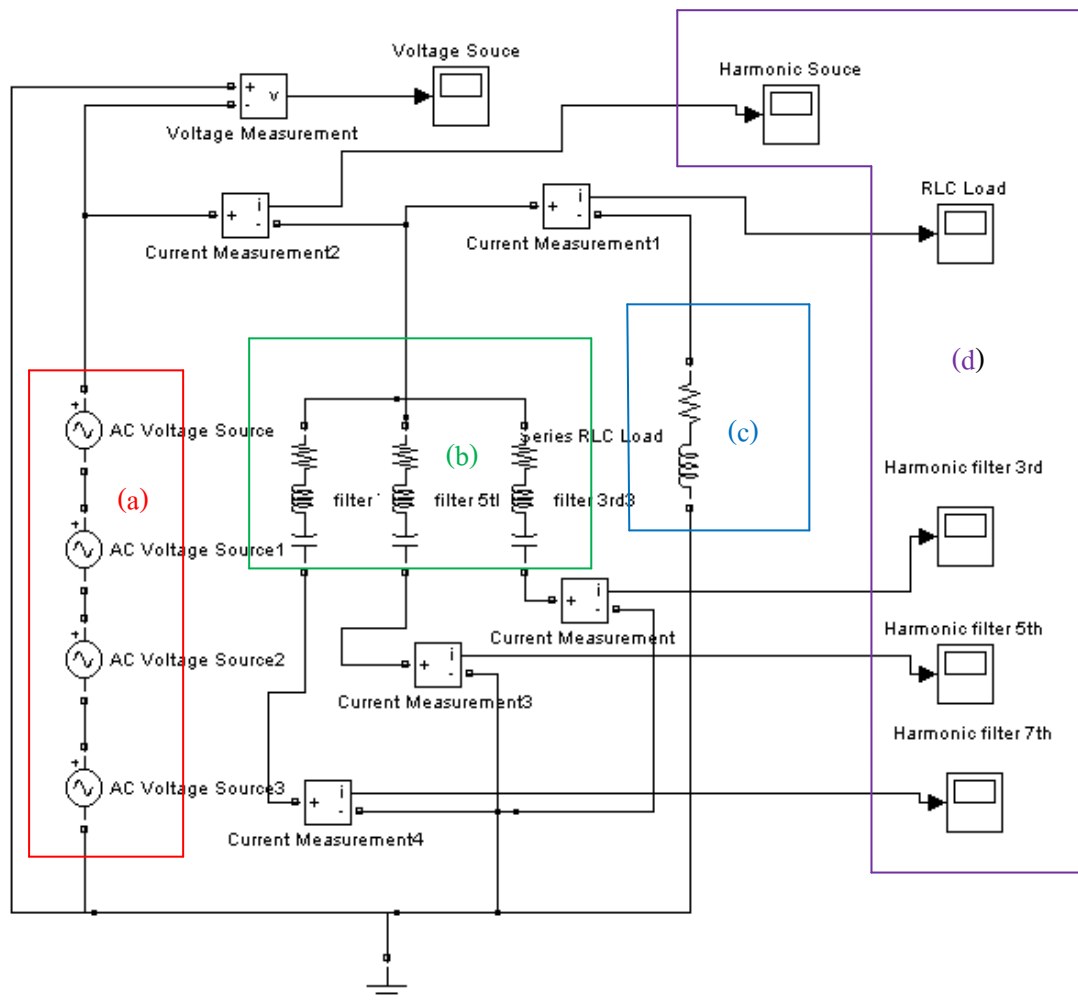 Voltage Souce
Harmonic Souce
+
-
v
Voltage Measurement
RLC Load
+
i
-
Current Measurement2
+
i
-
Current Measurement1
(d)
+
AC Voltage Source
(a)
(b)
series RLC Load
(c)
filter
filter 5tl
filter 3rd3
Harmonic filter 3rd
+
AC Voltage Source1
+
i
-
Current Measurement
Harmonic filter 5th
+
AC Voltage Source2
+
i
-
Current Measurement3
Harmonic filter 7th
+
AC Voltage Source3
+
i
-
Current Measurement4